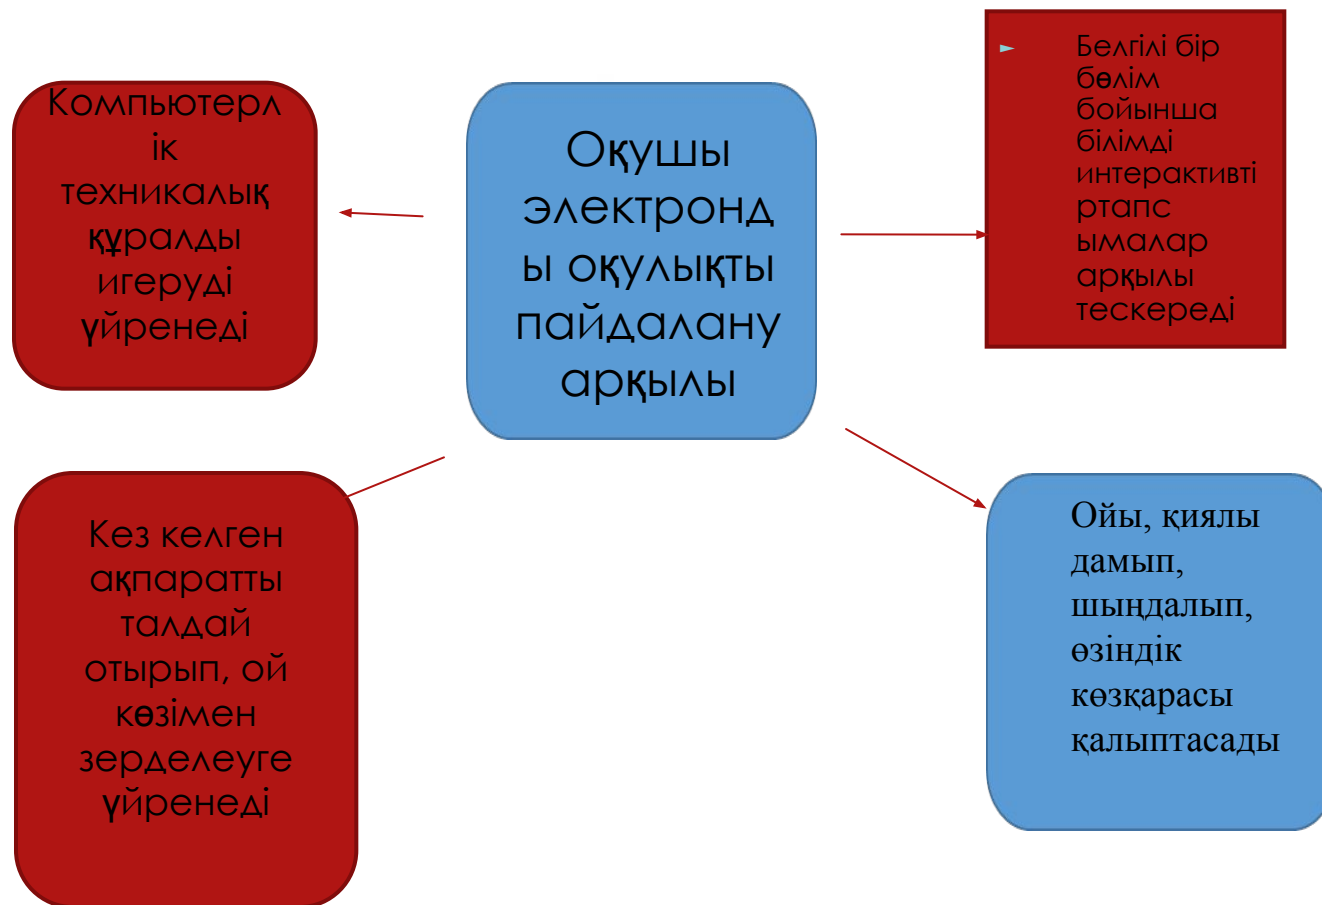 Компьютерл
ік
техникалық
құралды
игеруді
үйренеді
Оқушы
электронд
ы оқулықты
пайдалану
арқылы
► Белгілі бір
бөлім
бойынша
білімді
интерактивті
ртапс
ымалар
арқылы
тескереді
Кез келген
ақпаратты
талдай
отырып, ой
көзімен
зерделеуге
үйренеді
Ойы, қиялы
дамып,
шыңдалып,
өзіндік
көзқарасы
қалыптасады